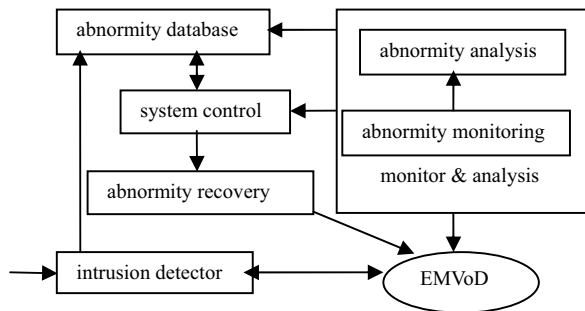 abnormity database
abnormity analysis
system control
abnormity monitoring
monitor & analysis
abnormity recovery
intrusion detector
EMVoD